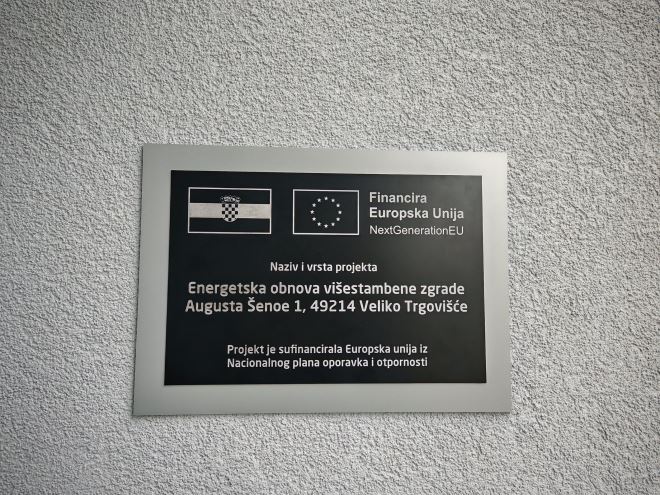 Financira
Europska Unija
NextGenerationEU
Naziv i vrsta projekta
Energetska obnova višestambene zgrade
Augusta Šenoe 1, 49214 Veliko Trgovišće
Projekt je sufinancirala Europska unija iz
Nacionalnog plana oporavka i otpornosti